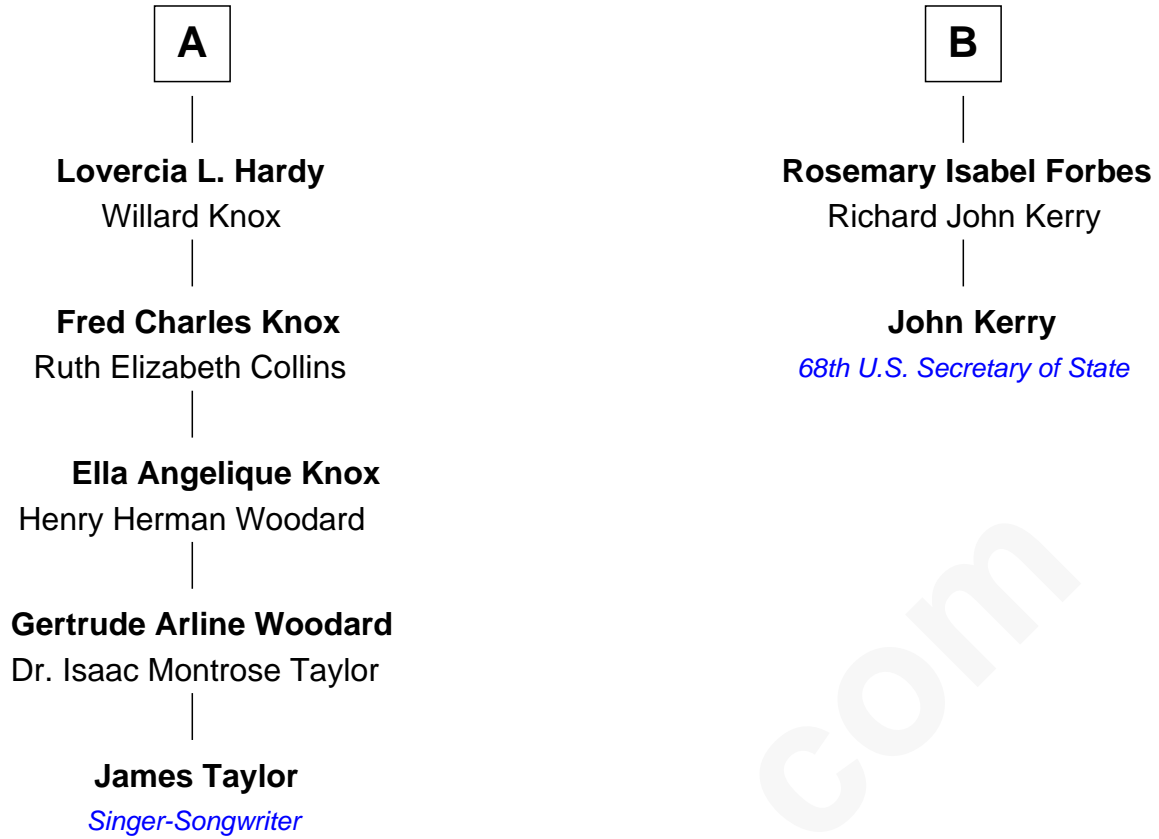 A
Lovercia L. Hardy
Willard Knox
Fred Charles Knox
Ruth Elizabeth Collins
Ella Angelique Knox
Henry Herman Woodard
Gertrude Arline Woodard
Dr. Isaac Montrose Taylor
James Taylor
Singer-Songwriter
B
Rosemary Isabel Forbes
Richard John Kerry
John Kerry
68th U.S. Secretary of State
com